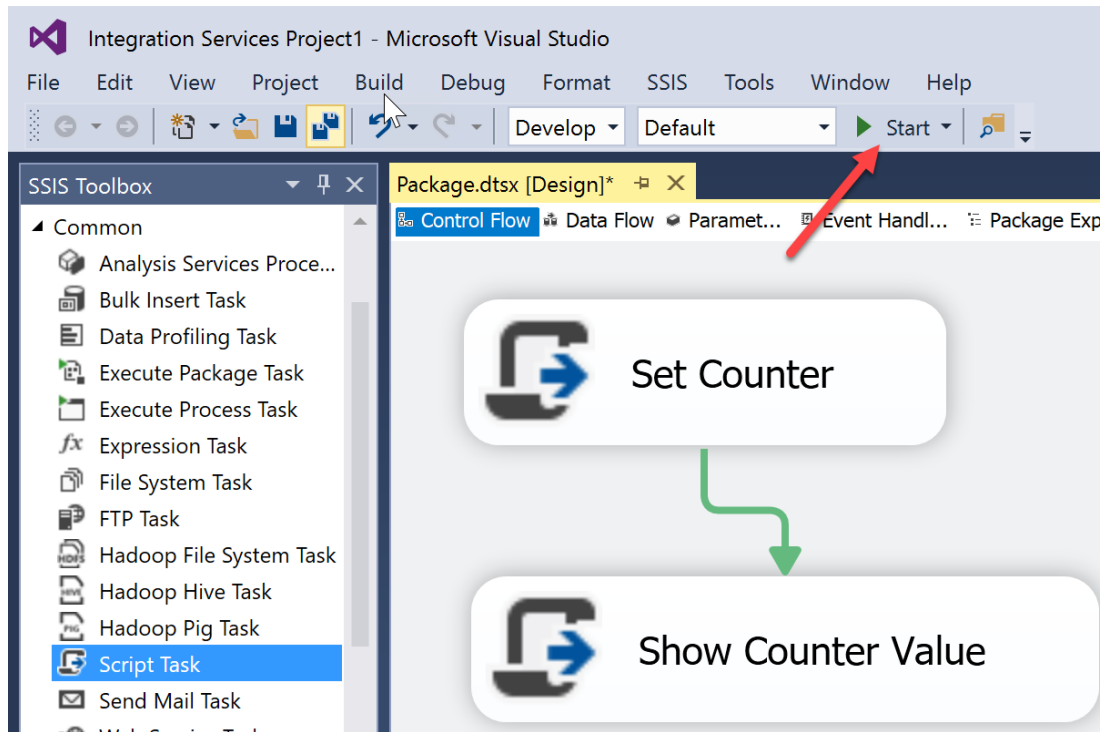 Integration Services Project1 - Microsoft Visual Studio
File Edit View Project Build Debug Format SSIS Tools Window Help
Develop Default Start
SSIS Toolbox
Package.dtsx [Design]*
Control Flow Data Flow Paramet... Event Handl... Package Exp
Common
Analysis Services Proce...
Bulk Insert Task
Data Profiling Task
Execute Package Task
Execute Process Task
fx Expression Task
File System Task
FTP Task
HDFS Hadoop File System Task
HIVE Hadoop Hive Task
PIG Hadoop Pig Task
Script Task
Send Mail Task
Set Counter
Show Counter Value